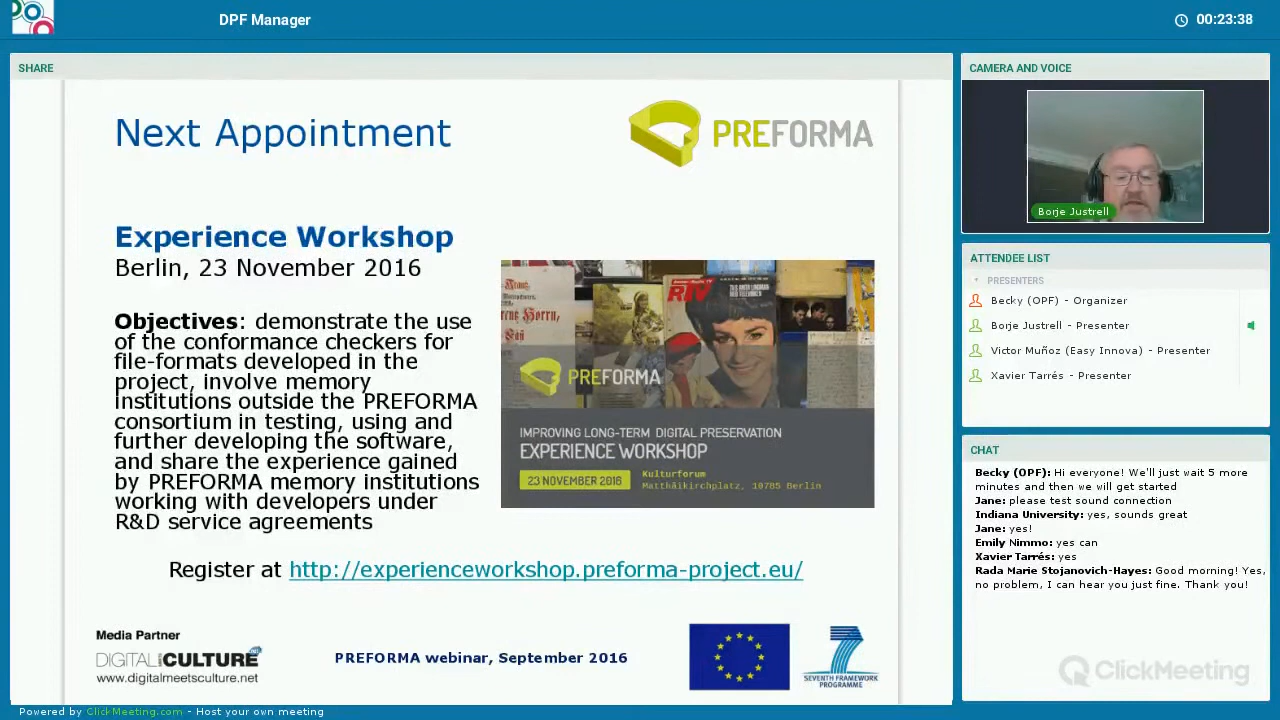 DPF Manager
00:23:38
SHARE
Next Appointment
PREFORMA
Experience Workshop
Berlin, 23 November 2016
Objectives: demonstrate the use
of the conformance checkers for
file-formats developed in the
project, involve memory
institutions outside the PREFORMA
consortium in testing, using and
further developing the software,
and share the experience gained
by PREFORMA memory institutions
working with developers under
R&D service agreements
RTV
PREFORMA
IMPROVING LONG-TERM DIGITAL PRESERVATION
EXPERIENCE WORKSHOP
23 NOVEMBER 2016
Kulturforum
Matthäikirchplatz, 10785 Berlin
Register at http://experienceworkshop.preforma-project.eu/
Media Partner
DIGITAL meets CULTURE .net
www.digitalmeetsculture.net
PREFORMA webinar, September 2016
SEVENTH FRAMEWORK
PROGRAMME
CAMERA AND VOICE
Borje Justrell
ATTENDEE LIST
PRESENTERS
Becky (OPF) - Organizer
Borje Justrell - Presenter
Victor Muñoz (Easy Innova) - Presenter
Xavier Tarrés - Presenter
CHAT
Becky (OPF): Hi everyone! We'll just wait 5 more
minutes and then we will get started
Jane: please test sound connection
Indiana University: yes, sounds great
Jane: yes!
Emily Nimmo: yes can
Xavier Tarrés: yes
Rada Marie Stojanovich-Hayes: Good morning! Yes,
no problem, I can hear you just fine. Thank you!
ClickMeeting
Powered by ClickMeeting.com - Host your own meeting